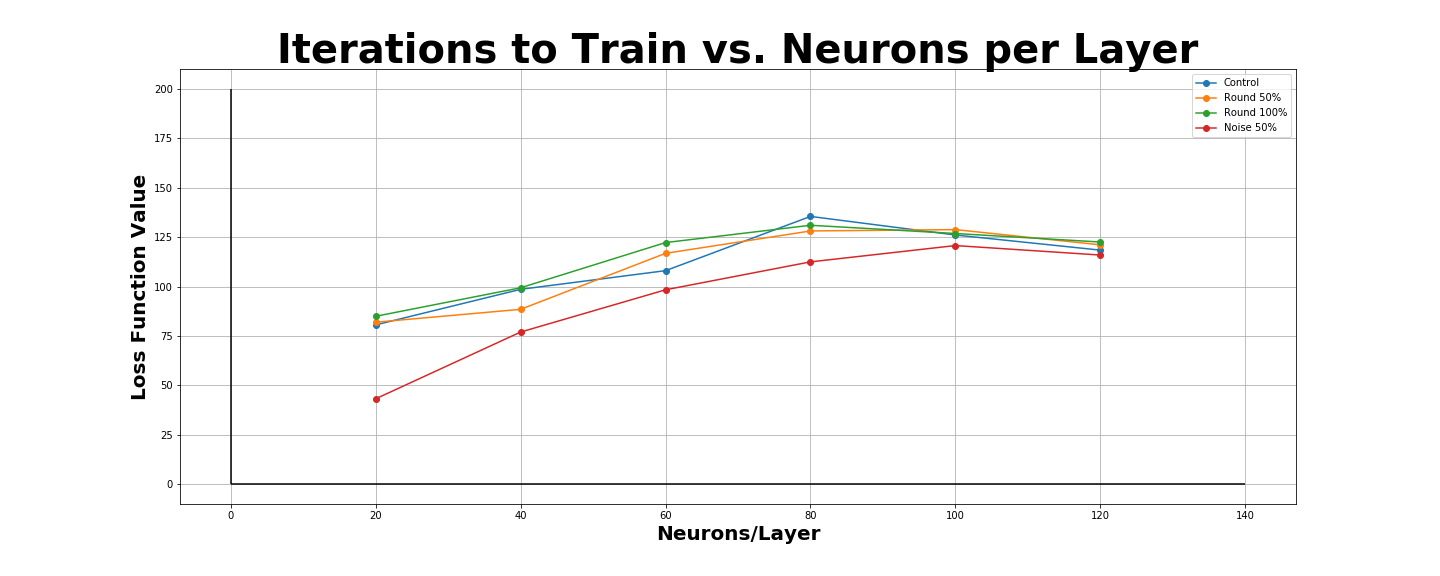 Iterations to Train vs. Neurons per Layer
Control
Round 50%
Round 100%
Noise 50%
Loss Function Value
200
175
150
125
100
75
50
25
0
0 20 40 60 80 100 120 140
Neurons/Layer